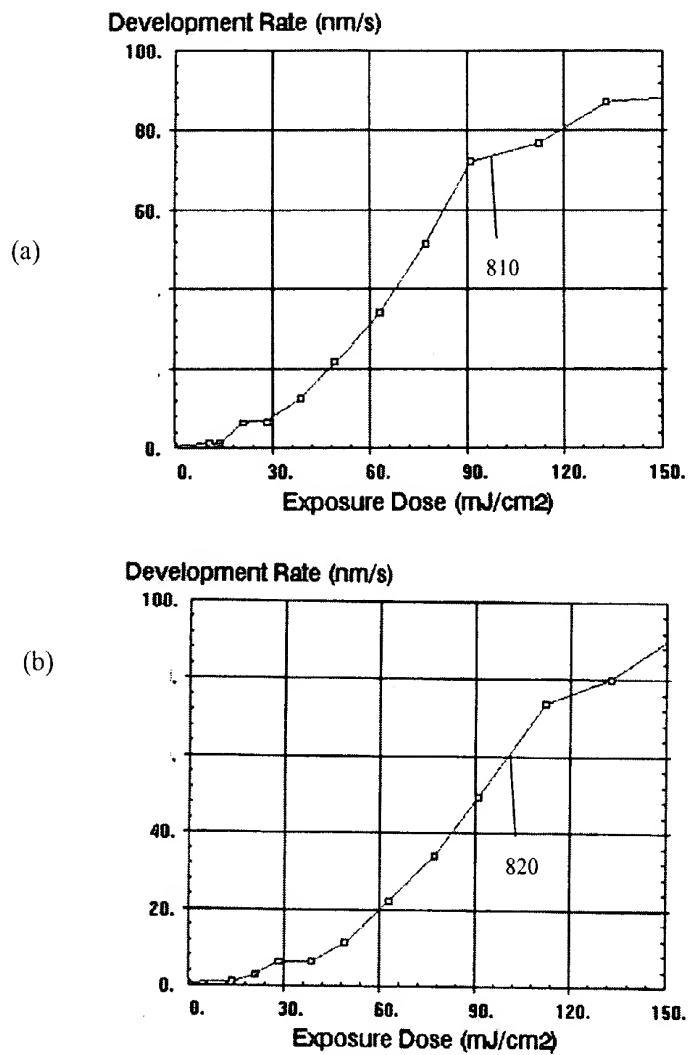 Development Rate (nm/s)
100.
80.
60.
(a)
810
0.
0. 30. 60. 90. 120. 150.
Exposure Dose (mJ/cm2)
Development Rate (nm/s)
100.
(b)
40.
820
20.
0.
0. 30. 60. 90. 120. 150.
Exposure Dose (mJ/cm2)